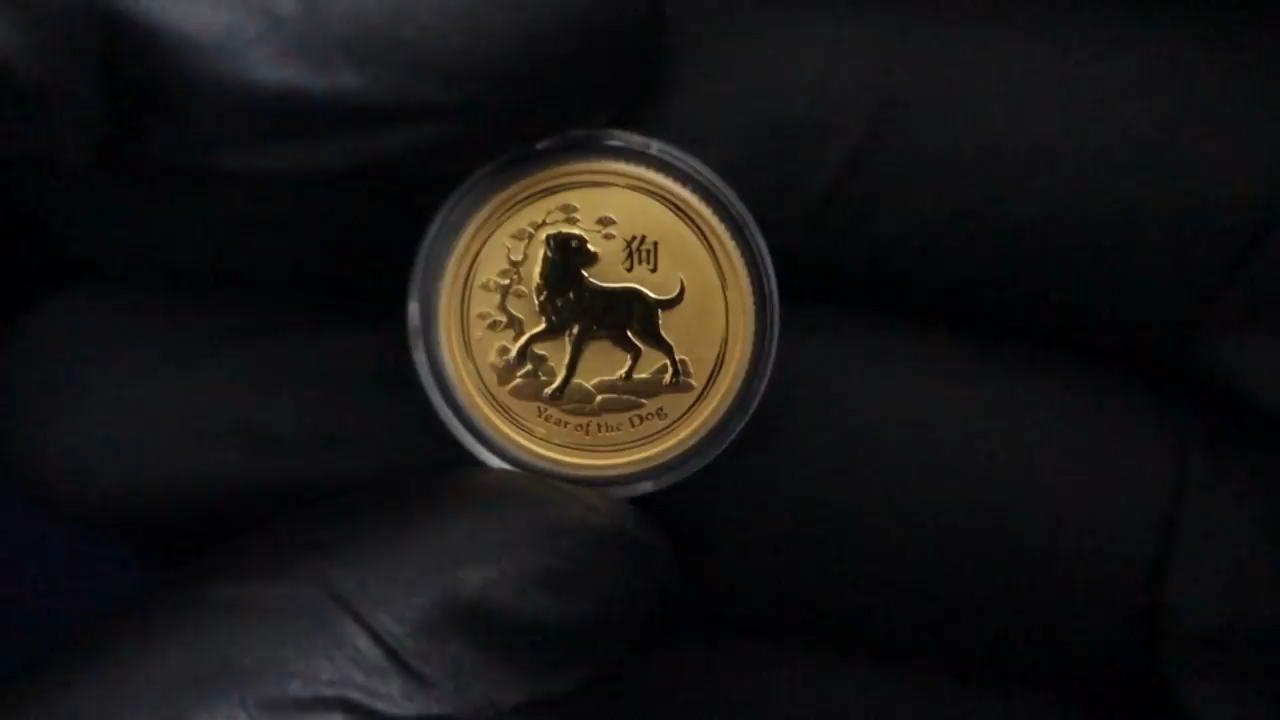 狗
Year of the Dog